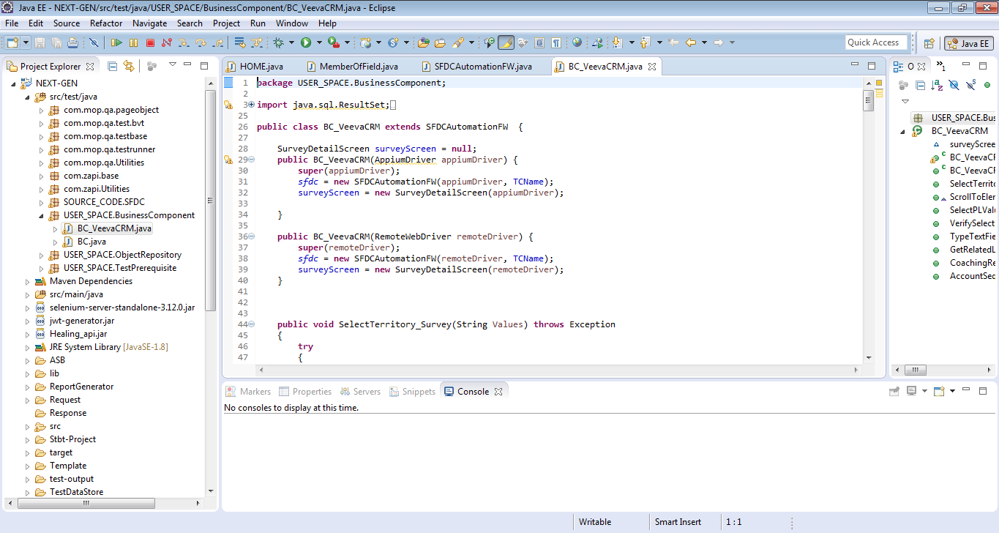 Java EE - NEXT-GEN/src/test/java/USER_SPACE/BusinessComponent/BC_VeevaCRM.java - Eclipse
File Edit Source Refactor Navigate Search Project Run Window Help
Quick Access
Java EE
Project Explorer
NEXT-GEN
src/test/java
com.mop.qa.pageobject
com.mop.qa.test.bvt
com.mop.qa.testbase
com.mop.qa.testrunner
com.mop.qa.Utilities
com.zapi.base
com.zapi.Utilities
SOURCE_CODE.SFDC
USER_SPACE.BusinessComponent
BC_VeevaCRM.java
BC.java
USER_SPACE.ObjectRepository
USER_SPACE.TestPrerequisite
Maven Dependencies
src/main/java
selenium-server-standalone-3.12.0.jar
jwt-generator.jar
Healing_api.jar
JRE System Library [JavaSE-1.8]
ASB
lib
ReportGenerator
Request
Response
src
Stbt-Project
target
Template
test-output
TestDataStore
HOME.java MemberOfField.java SFDCAutomationFW.java BC_VeevaCRM.java
1 package USER_SPACE.BusinessComponent;
2
3 import java.sql.ResultSet;
25
26 public class BC_VeevaCRM extends SFDCAutomationFW {
27
28 SurveyDetailScreen surveyScreen = null;
29 public BC_VeevaCRM(AppiumDriver appiumDriver) {
30 super(appiumDriver);
31 sfdc = new SFDCAutomationFW(appiumDriver, TCName);
32 surveyScreen = new SurveyDetailScreen(appiumDriver);
33
34 }
35
36 public BC_VeevaCRM(RemoteWebDriver remoteDriver) {
37 super(remoteDriver);
38 sfdc = new SFDCAutomationFW(remoteDriver, TCName);
39 surveyScreen = new SurveyDetailScreen(remoteDriver);
40 }
41
42
43
44 public void SelectTerritory_Survey(String Values) throws Exception
45 {
46 try
47 {
O
»1
USER_SPACE.Bus
BC_VeevaCRM
surveyScree
BC_VeevaCF
BC_VeevaCF
SelectTerrito
ScrollToEler
SelectPLValu
VerifySelect
TypeTextFie
GetRelatedL
CoachingRe
AccountSec
Markers Properties Servers Snippets Console
No consoles to display at this time.
Writable Smart Insert 1 : 1